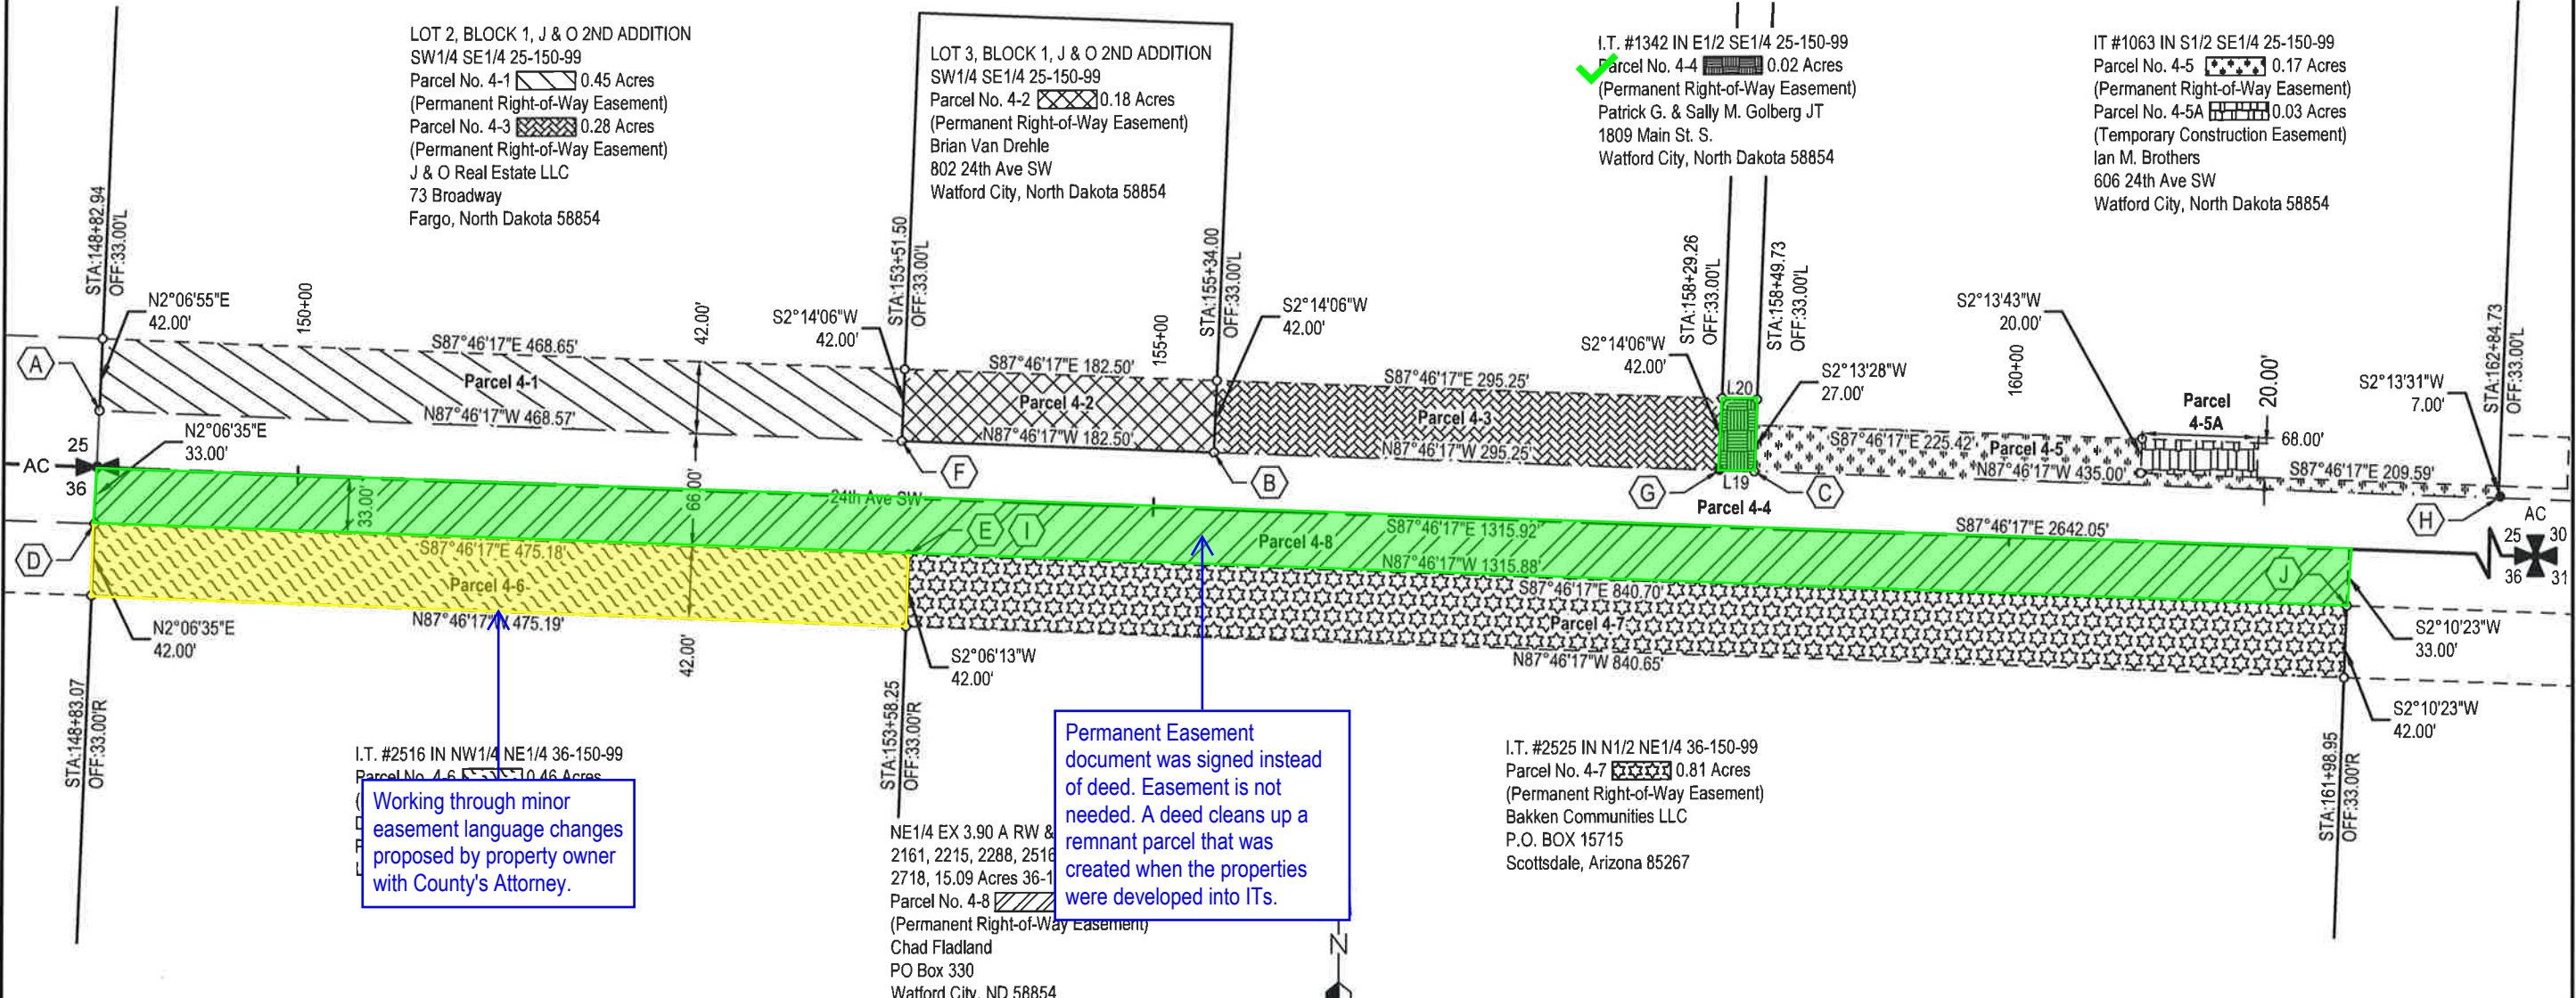 LOT 2, BLOCK 1, J & O 2ND ADDITION
SW1/4 SE1/4 25-150-99
Parcel No. 4-1 0.45 Acres
(Permanent Right-of-Way Easement)
Parcel No. 4-3 0.28 Acres
(Permanent Right-of-Way Easement)
J & O Real Estate LLC
73 Broadway
Fargo, North Dakota 58854
LOT 3, BLOCK 1, J & O 2ND ADDITION
SW1/4 SE1/4 25-150-99
Parcel No. 4-2 0.18 Acres
(Permanent Right-of-Way Easement)
Brian Van Drehle
802 24th Ave SW
Watford City, North Dakota 58854
I.T. #1342 IN E1/2 SE1/4 25-150-99
Parcel No. 4-4 0.02 Acres
(Permanent Right-of-Way Easement)
Patrick G. & Sally M. Golberg JT
1809 Main St. S.
Watford City, North Dakota 58854
IT #1063 IN S1/2 SE1/4 25-150-99
Parcel No. 4-5 0.17 Acres
(Permanent Right-of-Way Easement)
Parcel No. 4-5A 0.03 Acres
(Temporary Construction Easement)
Ian M. Brothers
606 24th Ave SW
Watford City, North Dakota 58854
STA:148+82.94
OFF:33.00'L
N2°06'55"E
42.00'
150+00
42.00'
S2°14'06"W
42.00'
STA:153+51.50
OFF:33.00'L
155+00
STA:155+34.00
OFF:33.00'L
S2°14'06"W
42.00'
S2°14'06"W
42.00'
STA:158+29.26
OFF:33.00'L
STA:158+49.73
OFF:33.00'L
S2°13'28"W
27.00'
S2°13'43"W
20.00'
160+00
Parcel
4-5A
20.00'
68.00'
S2°13'31"W
7.00'
STA:162+84.73
OFF:33.00'L
A
S87°46'17"E 468.65'
Parcel 4-1
N87°46'17"W 468.57'
S87°46'17"E 182.50'
Parcel 4-2
N87°46'17"W 182.50'
S87°46'17"E 295.25'
Parcel 4-3
N87°46'17"W 295.25'
L20
L19
Parcel 4-4
S87°46'17"E 225.42'
Parcel 4-5
N87°46'17"W 435.00'
S87°46'17"E 209.59'
F
B
G
C
H
25
AC
36
N2°06'35"E
33.00'
33.00'
66.00'
24th Ave SW
E
I
S87°46'17"E 1315.92'
Parcel 4-8
N87°46'17"W 1315.88'
S87°46'17"E 2642.05'
J
AC
25 30
36 31
D
S87°46'17"E 475.18'
Parcel 4-6
N87°46'17"W 475.19'
42.00'
N2°06'35"E
42.00'
S87°46'17"E 840.70'
Parcel 4-7
N87°46'17"W 840.65'
S2°06'13"W
42.00'
S2°10'23"W
33.00'
S2°10'23"W
42.00'
STA:148+83.07
OFF:33.00'R
STA:153+58.25
OFF:33.00'R
STA:161+98.95
OFF:33.00'R
I.T. #2516 IN NW1/4 NE1/4 36-150-99
Parcel No. 4-6 0.46 Acres
Working through minor
easement language changes
proposed by property owner
with County's Attorney.
NE1/4 EX 3.90 A RW &
2161, 2215, 2288, 2516
2718, 15.09 Acres 36-1
Parcel No. 4-8
(Permanent Right-of-Way Easement)
Chad Fladland
PO Box 330
Watford City, ND 58854
Permanent Easement
document was signed instead
of deed. Easement is not
needed. A deed cleans up a
remnant parcel that was
created when the properties
were developed into ITs.
N
I.T. #2525 IN N1/2 NE1/4 36-150-99
Parcel No. 4-7 0.81 Acres
(Permanent Right-of-Way Easement)
Bakken Communities LLC
P.O. BOX 15715
Scottsdale, Arizona 85267